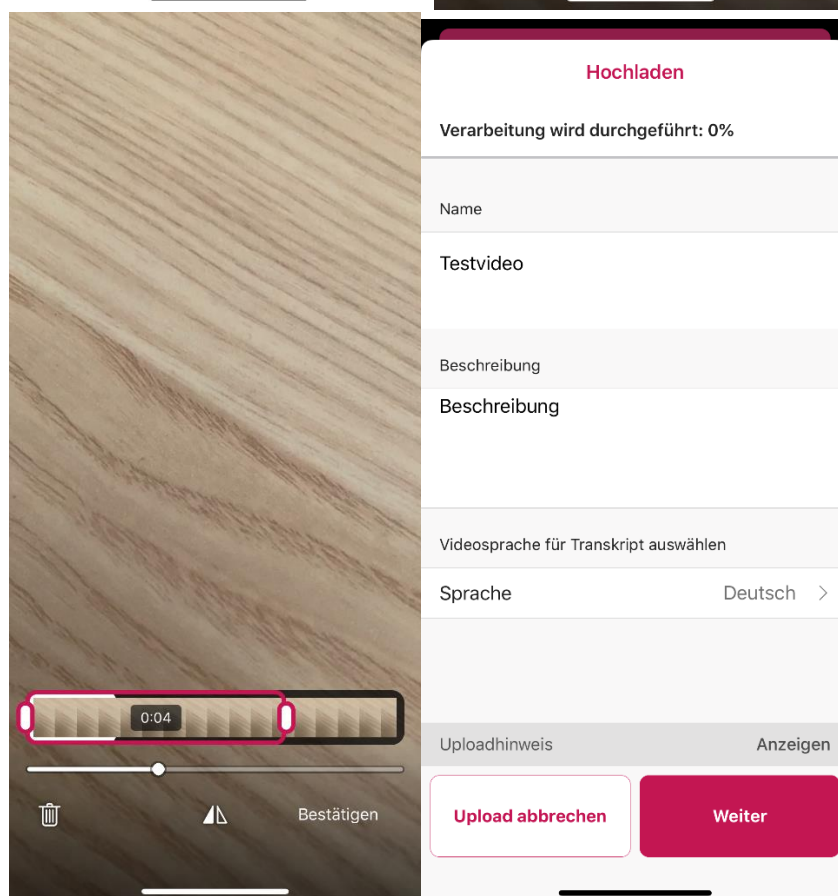 0:04
Bestätigen
Hochladen
Verarbeitung wird durchgeführt: 0%
Name
Testvideo
Beschreibung
Beschreibung
Videosprache für Transkript auswählen
Sprache Deutsch
Uploadhinweis Anzeigen
Upload abbrechen Weiter